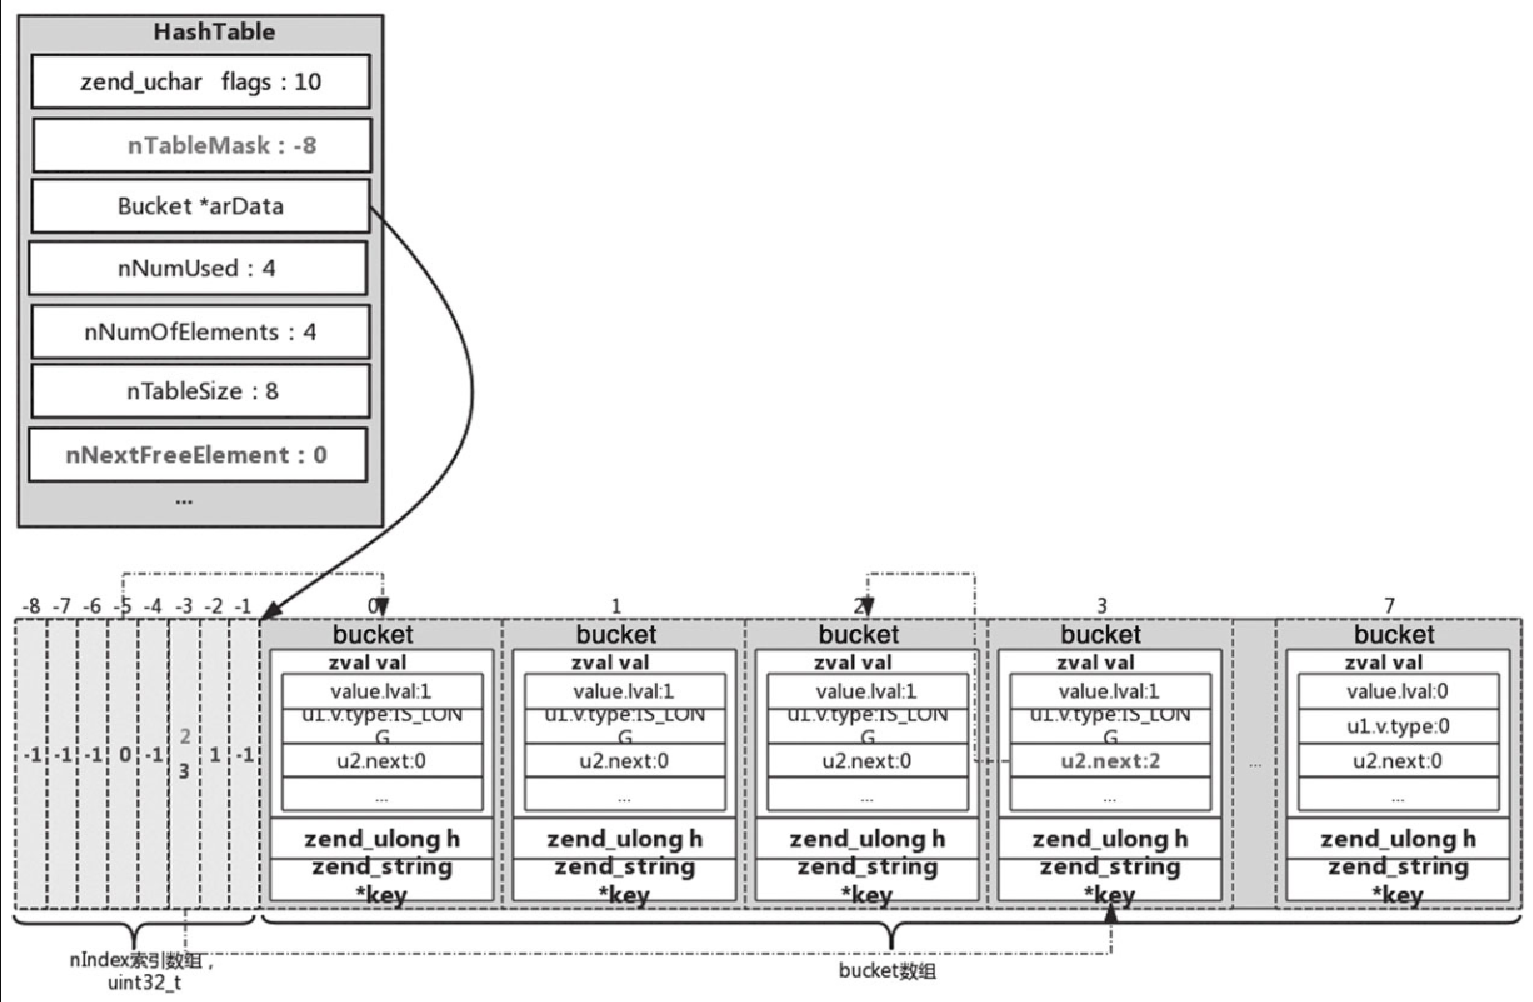 HashTable
zend_uchar flags : 10
nTableMask : -8
Bucket *arData
nNumUsed : 4
nNumOfElements : 4
nTableSize : 8
nNextFreeElement : 0
...
-8 -7 -6 -5 -4 -3 -2 -1 0 1 2 3 7
bucket bucket bucket bucket bucket
zval val zval val zval val zval val zval val
value.lval:1 value.lval:1 value.lval:1 value.lval:1 value.lval:0
u1.v.type:IS_LON u1.v.type:IS_LON u1.v.type:IS_LON u1.v.type:IS_LON u1.v.type:0
G G G G
2
-1 -1 -1 0 -1 3 1 -1 u2.next:0 u2.next:0 u2.next:0 u2.next:2 ... u2.next:0
... ... ... ... ...
zend_ulong h zend_ulong h zend_ulong h zend_ulong h zend_ulong h
zend_string zend_string zend_string zend_string zend_string
*key *key *key *key *key
nIndex索引数组，
uint32_t
bucket数组